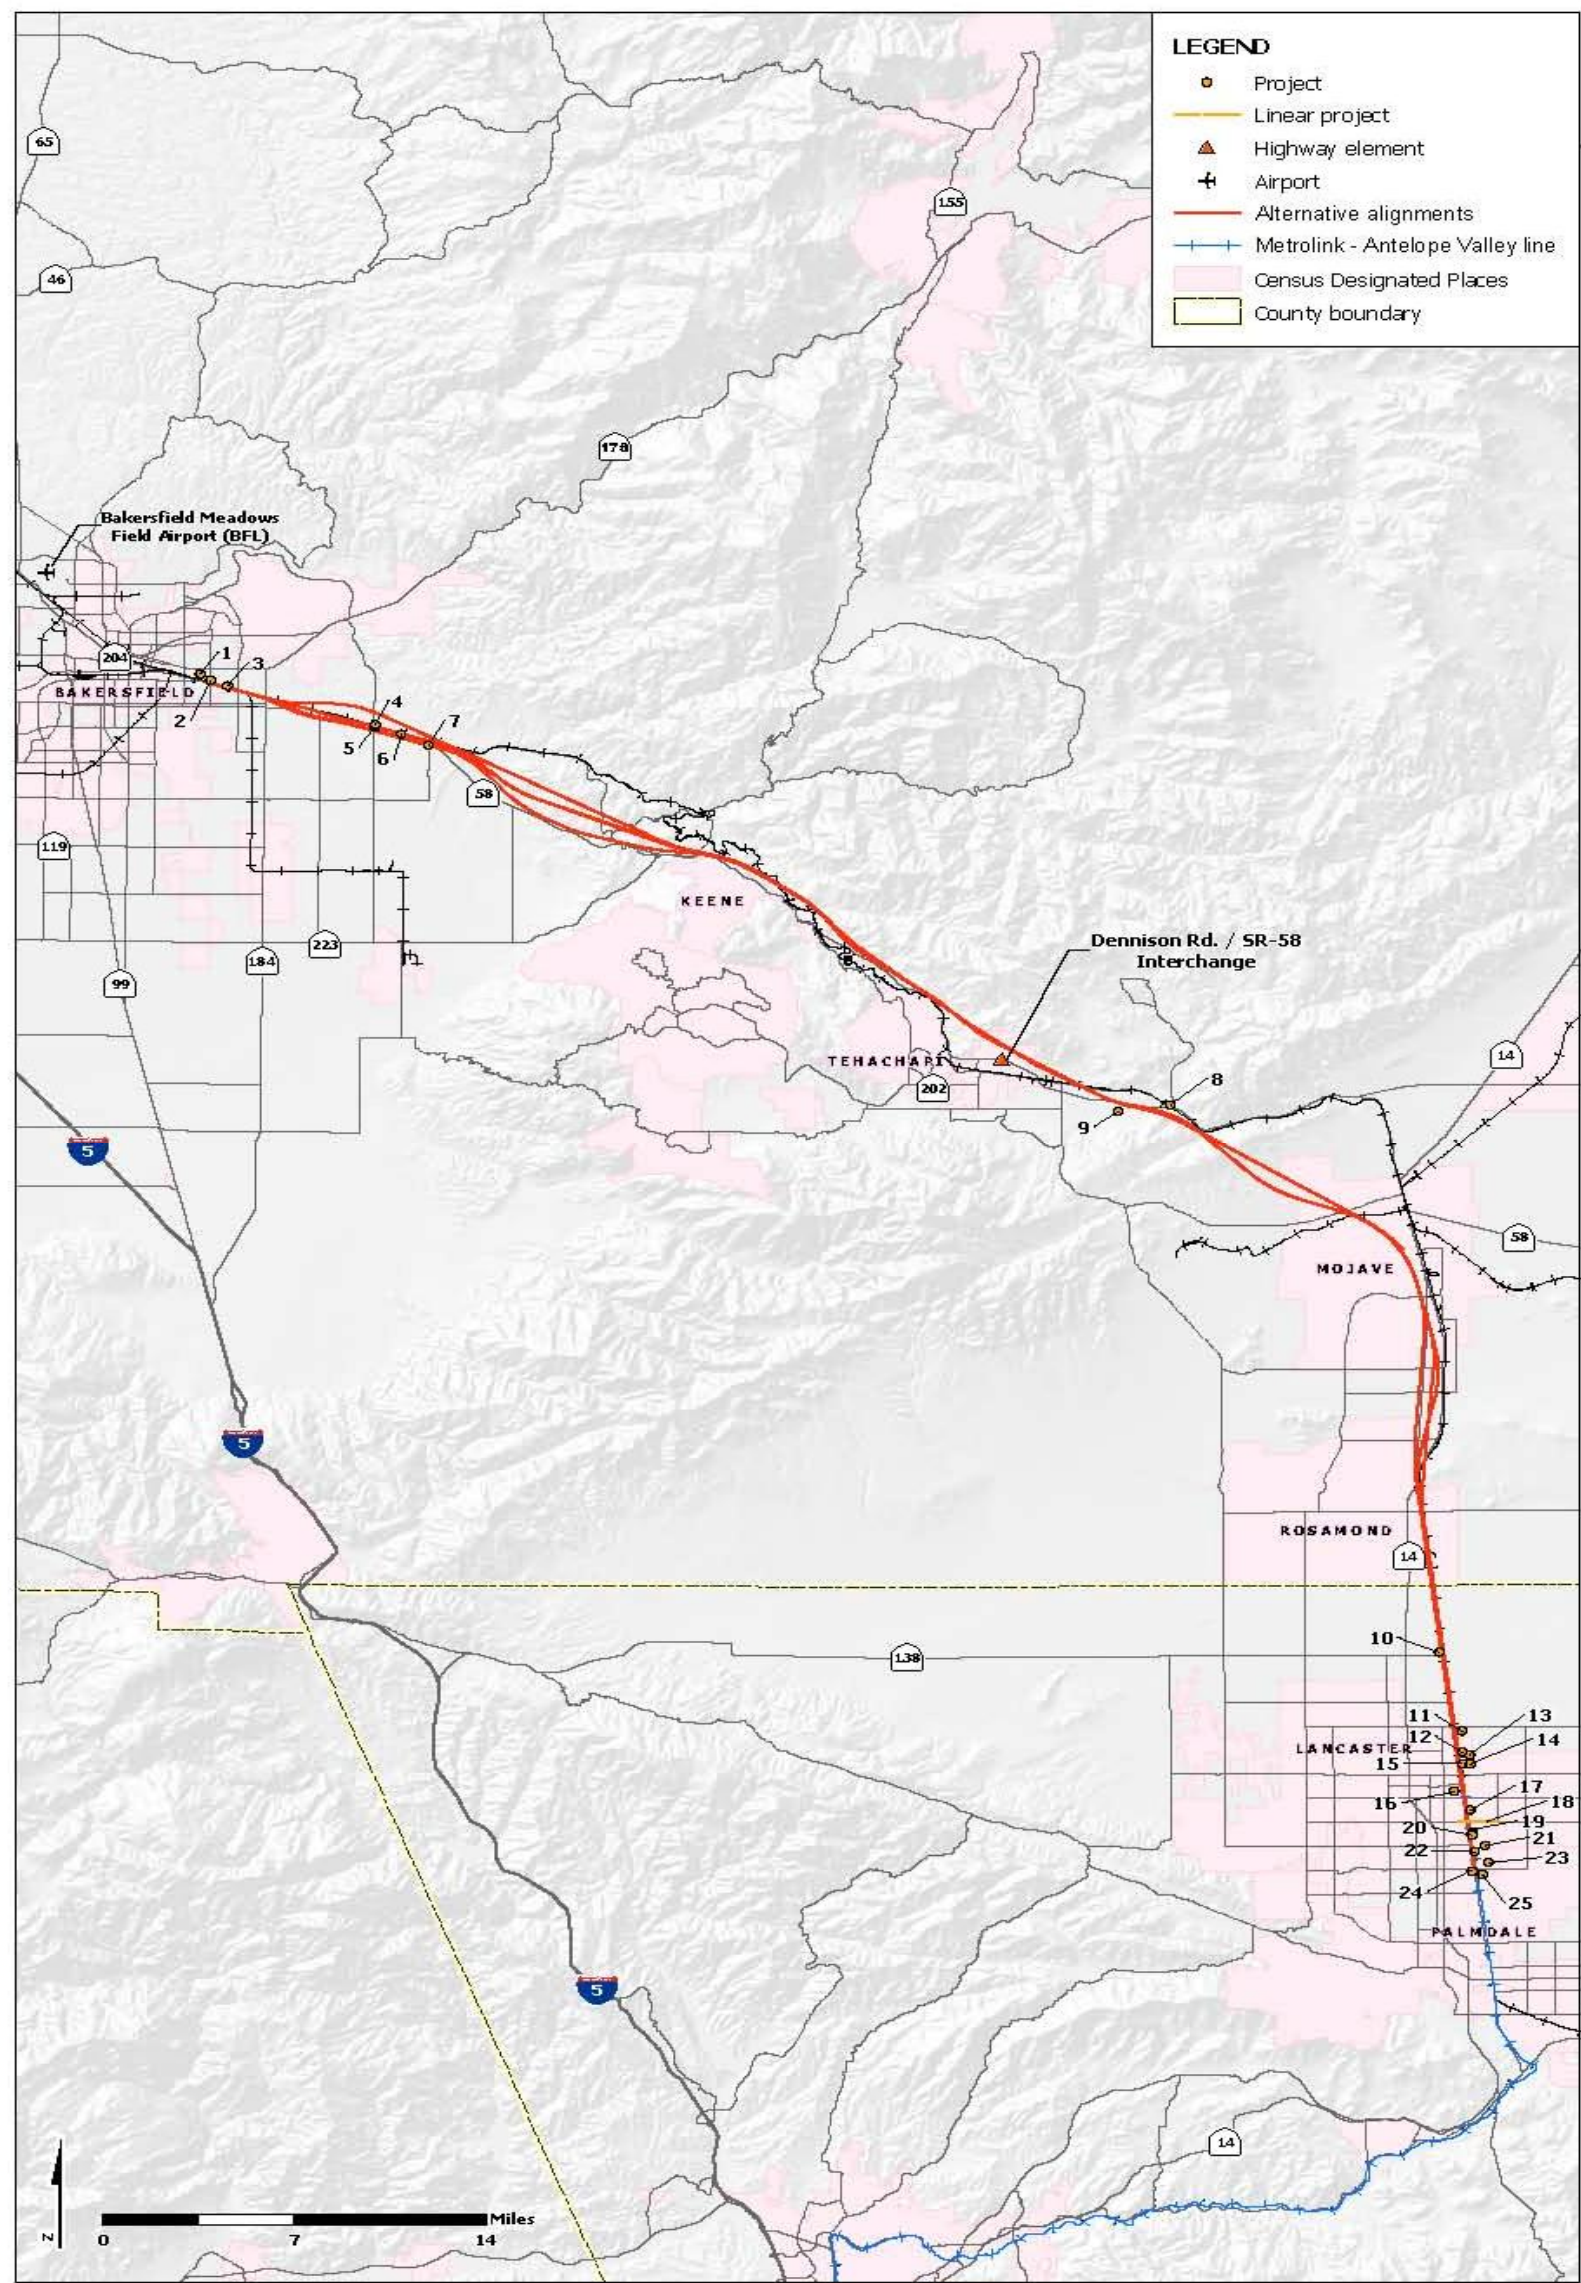 LEGEND
Project
Linear project
Highway element
Airport
Alternative alignments
Metrolink - Antelope Valley line
Census Designated Places
County boundary
65
155
46
178
Bakersfield Meadows
Field Airport (BFL)
204
1
3
BAKERSFIELD
2
4
7
5
6
58
119
KEENE
223
184
99
Dennison Rd. / SR-58
Interchange
14
TEHACHAPI
202
8
9
5
58
MOJAVE
5
ROSAMOND
14
10
138
11
13
12
14
LANCASTER
15
17
16
18
19
20
21
22
23
24
25
PALMDALE
5
14
N
Miles
0
7
14